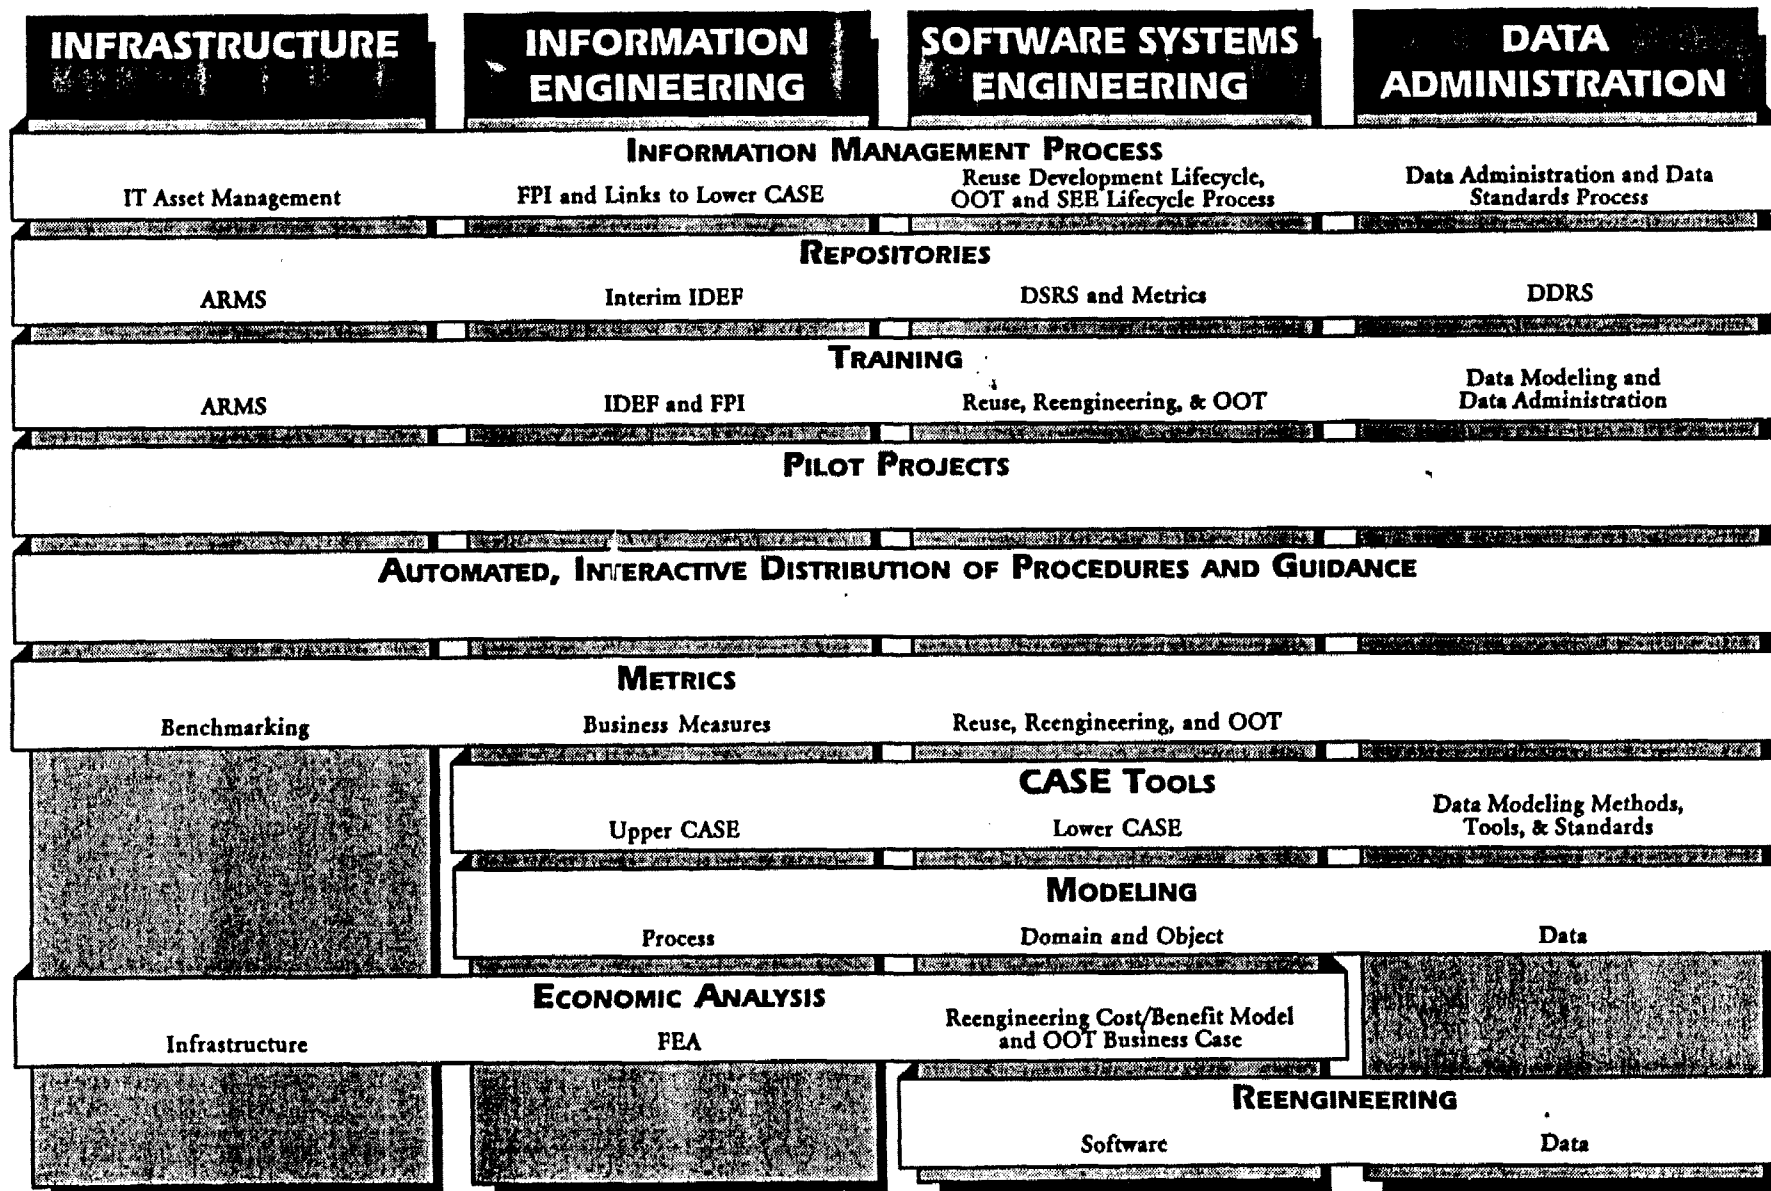 INFRASTRUCTURE
INFORMATION
ENGINEERING
SOFTWARE SYSTEMS
ENGINEERING
DATA
ADMINISTRATION
INFORMATION MANAGEMENT PROCESS
IT Asset Management
FPI and Links to Lower CASE
Reuse Development Lifecycle,
OOT and SEE Lifecycle Process
Data Administration and Data
Standards Process
REPOSITORIES
ARMS
Interim IDEF
DSRS and Metrics
DDRS
TRAINING
ARMS
IDEF and FPI
Reuse, Reengineering, & OOT
Data Modeling and
Data Administration
PILOT PROJECTS
AUTOMATED, INTERACTIVE DISTRIBUTION OF PROCEDURES AND GUIDANCE
METRICS
Benchmarking
Business Measures
Reuse, Reengineering, and OOT
CASE TOOLS
Upper CASE
Lower CASE
Data Modeling Methods,
Tools, & Standards
MODELING
Process
Domain and Object
Data
ECONOMIC ANALYSIS
Infrastructure
FEA
Reengineering Cost/Benefit Model
and OOT Business Case
REENGINEERING
Software
Data